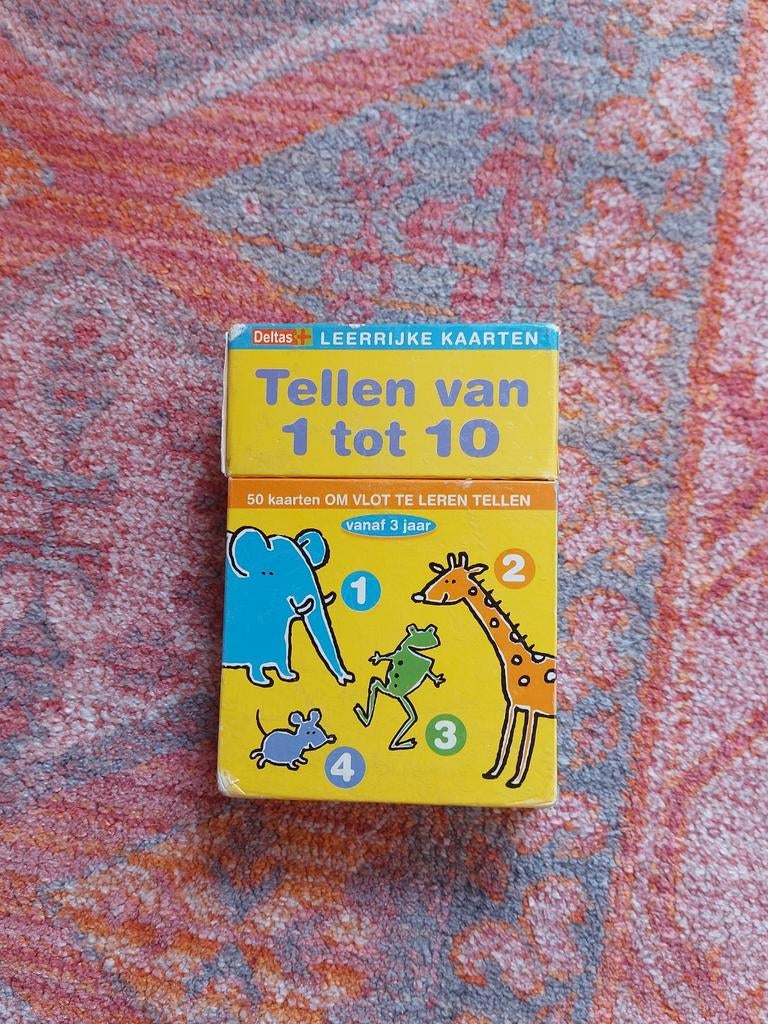 Deltas LEERRIJKE KAARTEN
Tellen van
1 tot 10
50 kaarten OM VLOT TE LEREN TELLEN
vanaf 3 jaar
2
1
3
4